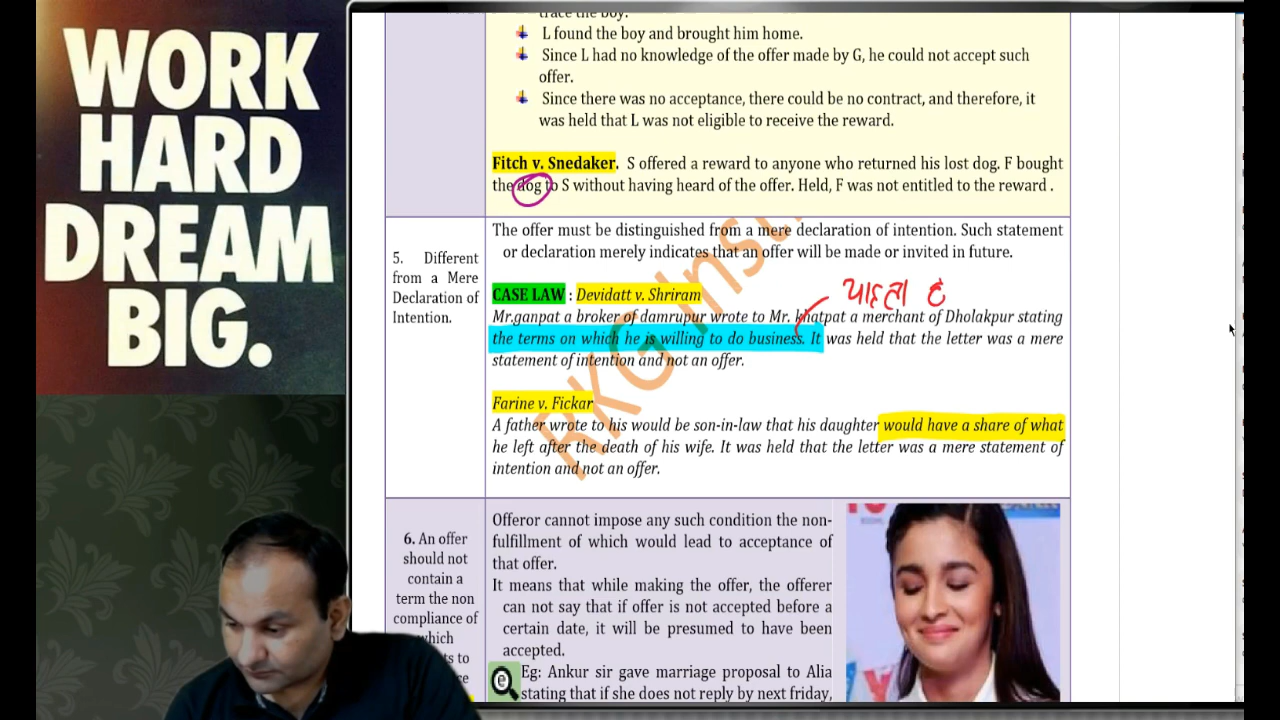 WORK
HARD
DREAM
BIG.
trace the boy.
L found the boy and brought him home.
Since L had no knowledge of the offer made by G, he could not accept such
offer.
Since there was no acceptance, there could be no contract, and therefore, it
was held that L was not eligible to receive the reward.
Fitch v. Snedaker. S offered a reward to anyone who returned his lost dog. F bought
the dog to S without having heard of the offer. Held, F was not entitled to the reward .
5. Different
from a Mere
Declaration of
Intention.
The offer must be distinguished from a mere declaration of intention. Such statement
or declaration merely indicates that an offer will be made or invited in future.
CASE LAW : Devidatt v. Shriram
चाहता है
Mr.ganpat a broker of damrupur wrote to Mr. khatpat a merchant of Dholakpur stating
the terms on which he is willing to do business. It was held that the letter was a mere
statement of intention and not an offer.
Farine v. Fickar
A father wrote to his would be son-in-law that his daughter would have a share of what
he left after the death of his wife. It was held that the letter was a mere statement of
intention and not an offer.
RKG Insti
6. An offer
should not
contain a
term the non
compliance of
which
Offeror cannot impose any such condition the non-
fulfillment of which would lead to acceptance of
that offer.
It means that while making the offer, the offerer
can not say that if offer is not accepted before a
certain date, it will be presumed to have been
accepted.
Eg: Ankur sir gave marriage proposal to Alia
stating that if she does not reply by next friday,